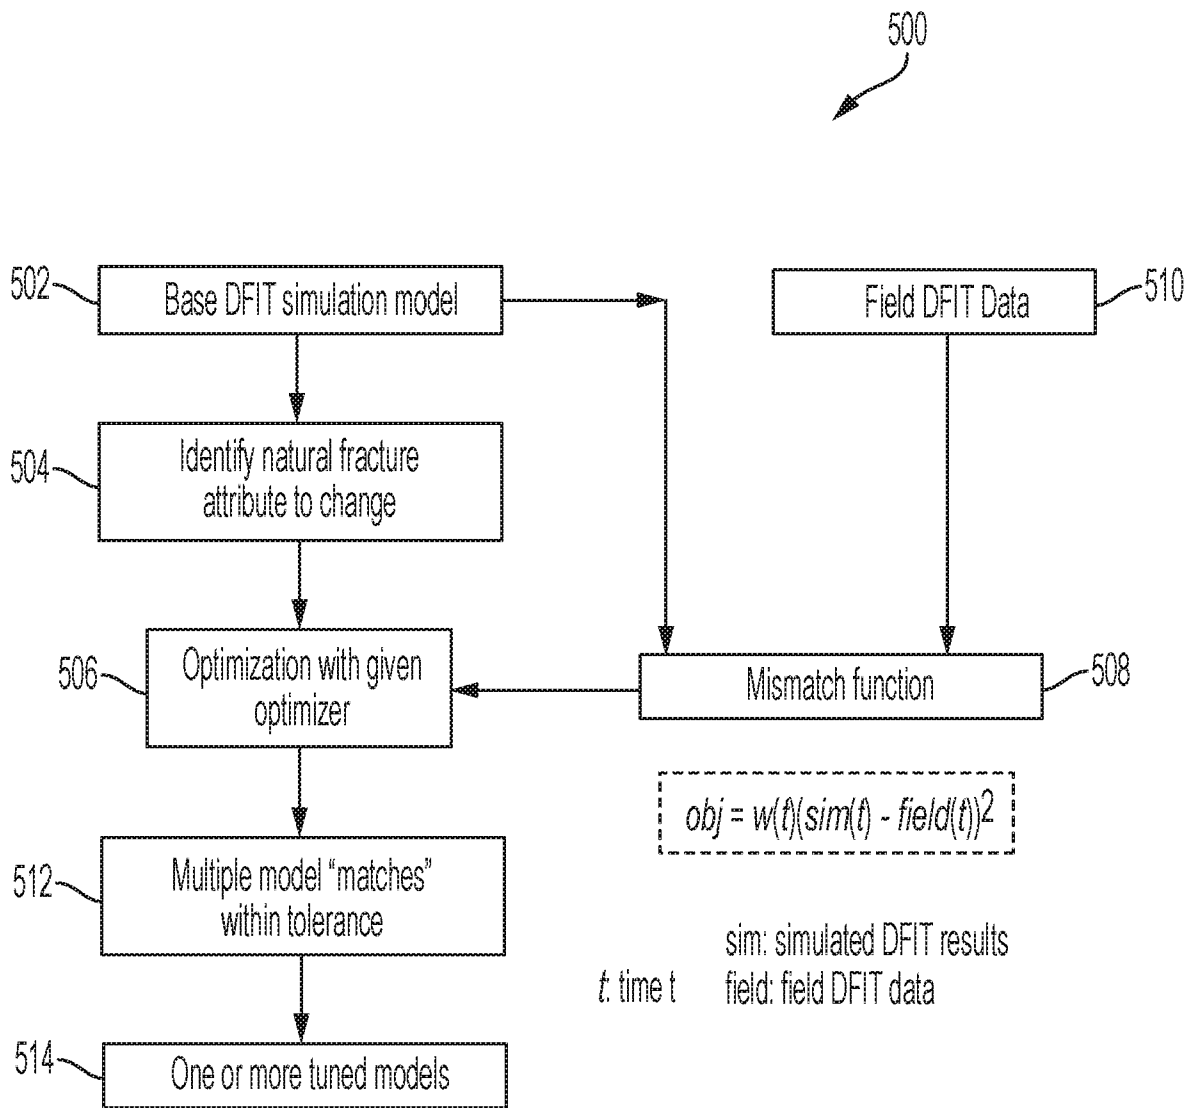 500
502
Base DFIT simulation model
Field DFIT Data
510
504
Identify natural fracture
attribute to change
506
Optimization with given
optimizer
Mismatch function
508
obj = w(t)(sim(t) - field(t))2
512
Multiple model “matches”
within tolerance
sim: simulated DFIT results
t: time t
field: field DFIT data
514
One or more tuned models